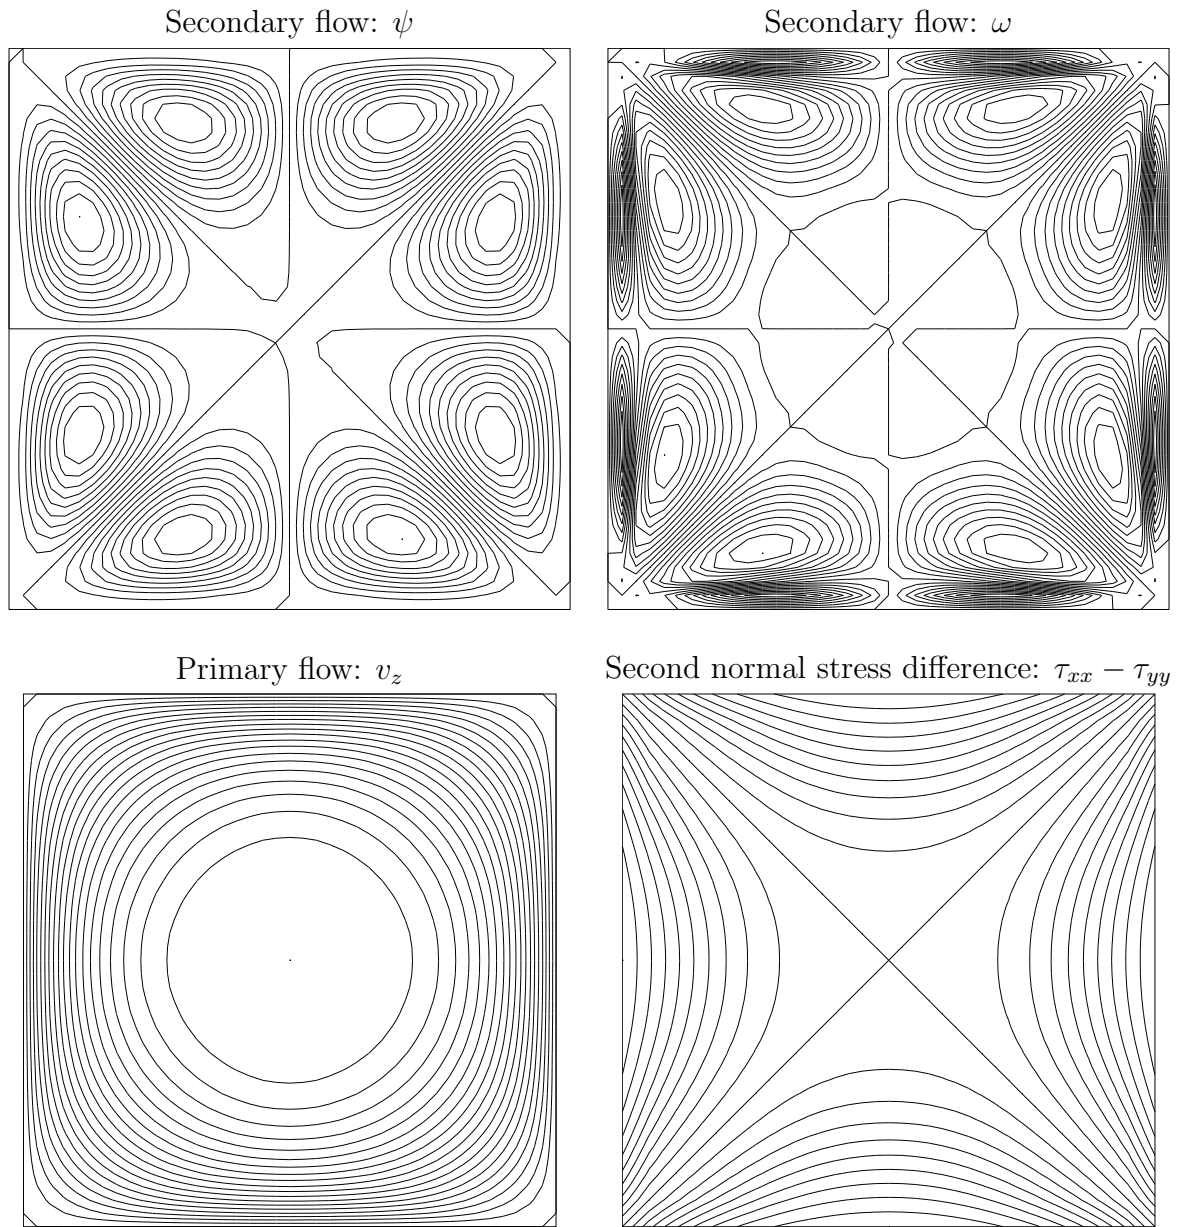 Secondary flow: ψ
Secondary flow: ω
Primary flow: v_z
Second normal stress difference: τ_xx − τ_yy